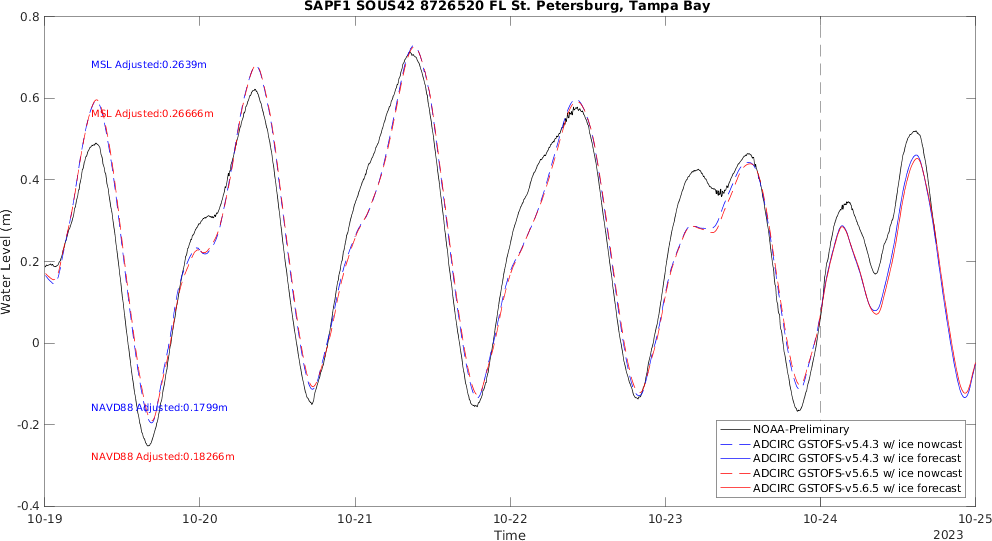 SAPF1 SOUS42 8726520 FL St. Petersburg, Tampa Bay
0.8
MSL Adjusted:0.2639m
0.6
MSL Adjusted:0.26666m
0.4
Water Level (m)
0.2
0
-0.2
NAVD88 Adjusted:0.1799m
NAVD88 Adjusted:0.18266m
NOAA-Preliminary
ADCIRC GSTOFS-v5.4.3 w/ ice nowcast
ADCIRC GSTOFS-v5.4.3 w/ ice forecast
ADCIRC GSTOFS-v5.6.5 w/ ice nowcast
ADCIRC GSTOFS-v5.6.5 w/ ice forecast
-0.4
10-19 10-20 10-21 10-22 10-23 10-24 10-25
Time
2023